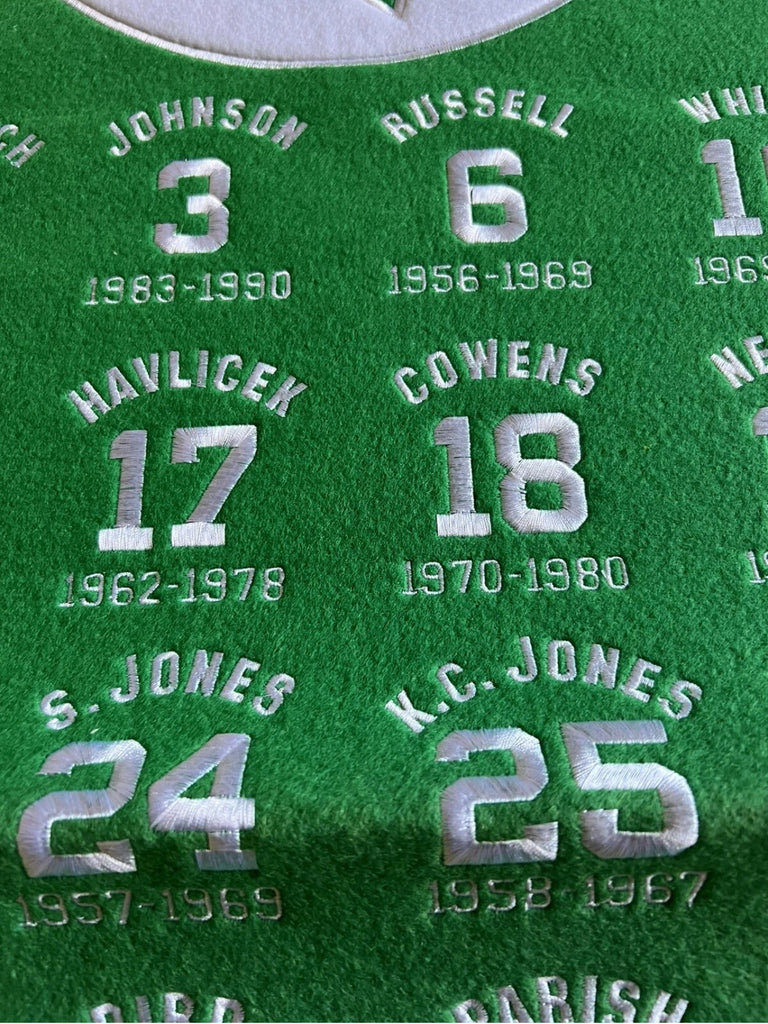 JOHNSON RUSSELL
3 6
1983-1990 1956-1969
HAVLICEK COWENS
17 18
1962-1978 1970-1980
S. JONES K.C. JONES
24 25
1957-1969 1958-1967
BIRD PARISH